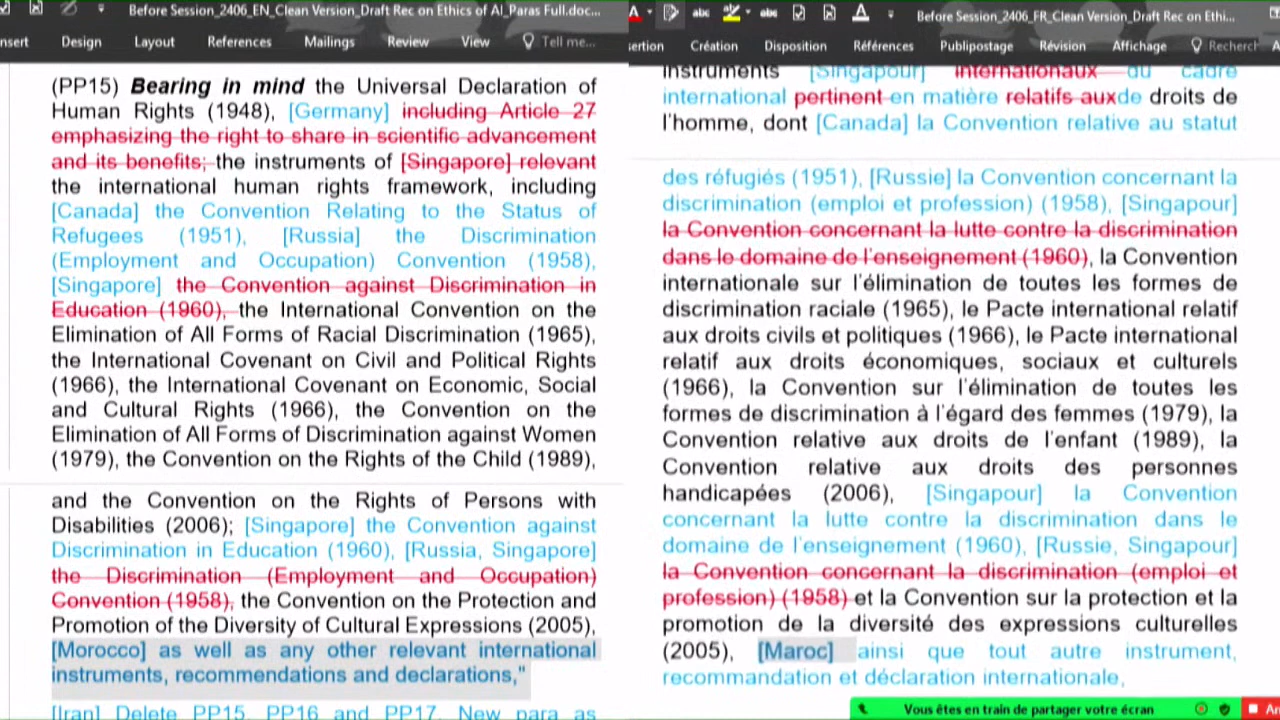 Before Session_2406_EN_Clean Version_Draft Rec on Ethics of AI_Paras Full.doc...
nsert Design Layout References Mailings Review View Tell me...
(PP15) Bearing in mind the Universal Declaration of
Human Rights (1948), [Germany] including Article 27
emphasizing the right to share in scientific advancement
and its benefits; the instruments of [Singapore] relevant
the international human rights framework, including
[Canada] the Convention Relating to the Status of
Refugees (1951), [Russia] the Discrimination
(Employment and Occupation) Convention (1958),
[Singapore] the Convention against Discrimination in
Education (1960), the International Convention on the
Elimination of All Forms of Racial Discrimination (1965),
the International Covenant on Civil and Political Rights
(1966), the International Covenant on Economic, Social
and Cultural Rights (1966), the Convention on the
Elimination of All Forms of Discrimination against Women
(1979), the Convention on the Rights of the Child (1989),
and the Convention on the Rights of Persons with
Disabilities (2006); [Singapore] the Convention against
Discrimination in Education (1960), [Russia, Singapore]
the Discrimination (Employment and Occupation)
Convention (1958), the Convention on the Protection and
Promotion of the Diversity of Cultural Expressions (2005),
[Morocco] as well as any other relevant international
instruments, recommendations and declarations,"
[Iran] Delete PP15, PP16 and PP17. New para as
Before Session_2406_FR_Clean Version_Draft Rec on Ethi...
sertion Création Disposition Références Publipostage Révision Affichage Recherch
instruments [Singapour] internationaux du cadre
international pertinent en matière relatifs auxde droits de
l'homme, dont [Canada] la Convention relative au statut
des réfugiés (1951), [Russie] la Convention concernant la
discrimination (emploi et profession) (1958), [Singapour]
la Convention concernant la lutte contre la discrimination
dans le domaine de l'enseignement (1960), la Convention
internationale sur l'élimination de toutes les formes de
discrimination raciale (1965), le Pacte international relatif
aux droits civils et politiques (1966), le Pacte international
relatif aux droits économiques, sociaux et culturels
(1966), la Convention sur l'élimination de toutes les
formes de discrimination à l'égard des femmes (1979), la
Convention relative aux droits de l'enfant (1989), la
Convention relative aux droits des personnes
handicapées (2006), [Singapour] la Convention
concernant la lutte contre la discrimination dans le
domaine de l'enseignement (1960), [Russie, Singapour]
la Convention concernant la discrimination (emploi et
profession) (1958) et la Convention sur la protection et la
promotion de la diversité des expressions culturelles
(2005), [Maroc] ainsi que tout autre instrument,
recommandation et déclaration internationale,
Vous êtes en train de partager votre écran